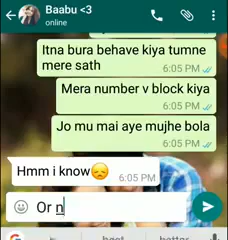 Baabu <3
online
Itna bura behave kiya tumne
mere sath
6:05 PM
Mera number v block kiya
6:05 PM
Jo mu mai aye mujhe bola
6:05 PM
Hmm i know😞
6:05 PM
Or n